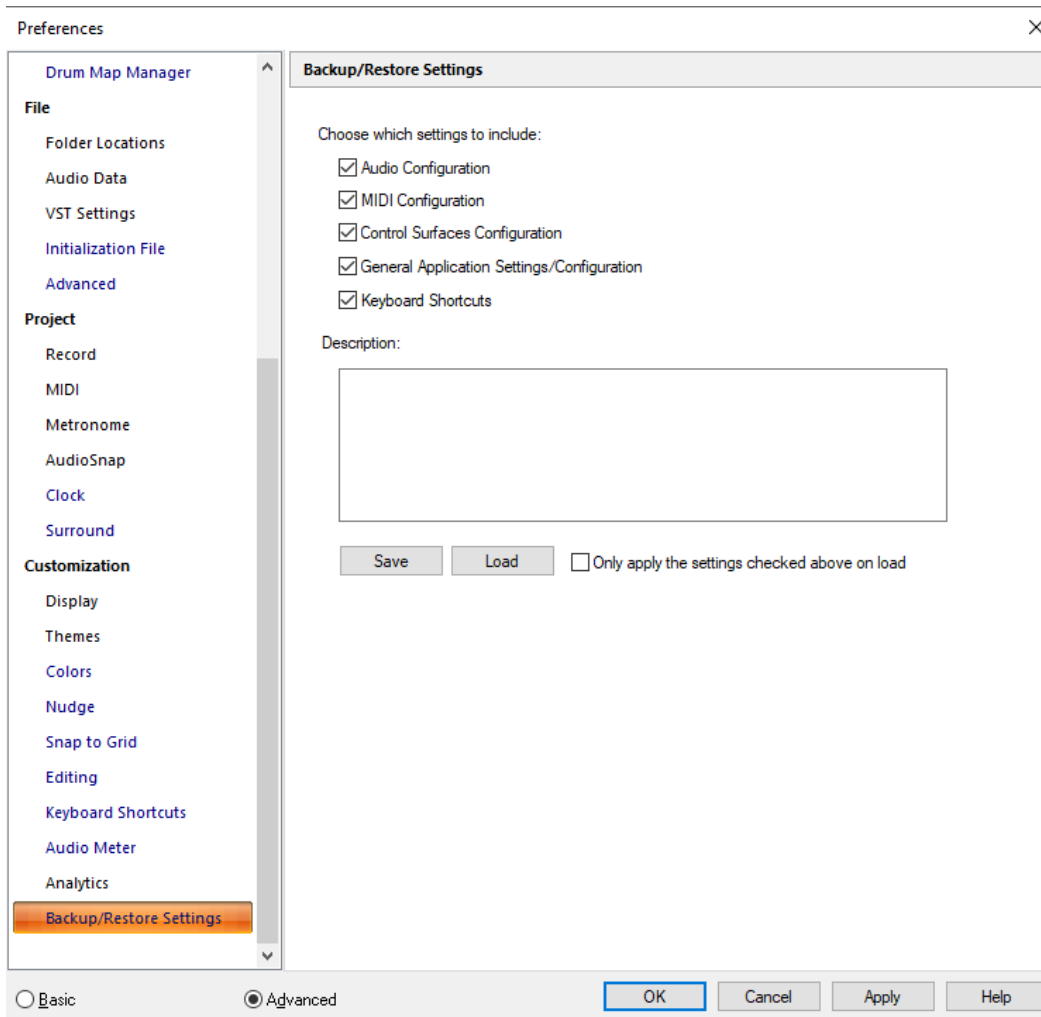 Preferences
Drum Map Manager
File
Folder Locations
Audio Data
VST Settings
Initialization File
Advanced
Project
Record
MIDI
Metronome
AudioSnap
Clock
Surround
Customization
Display
Themes
Colors
Nudge
Snap to Grid
Editing
Keyboard Shortcuts
Audio Meter
Analytics
Backup/Restore Settings
Backup/Restore Settings
Choose which settings to include:
Audio Configuration
MIDI Configuration
Control Surfaces Configuration
General Application Settings/Configuration
Keyboard Shortcuts
Description:
Save Load Only apply the settings checked above on load
Basic Advanced OK Cancel Apply Help